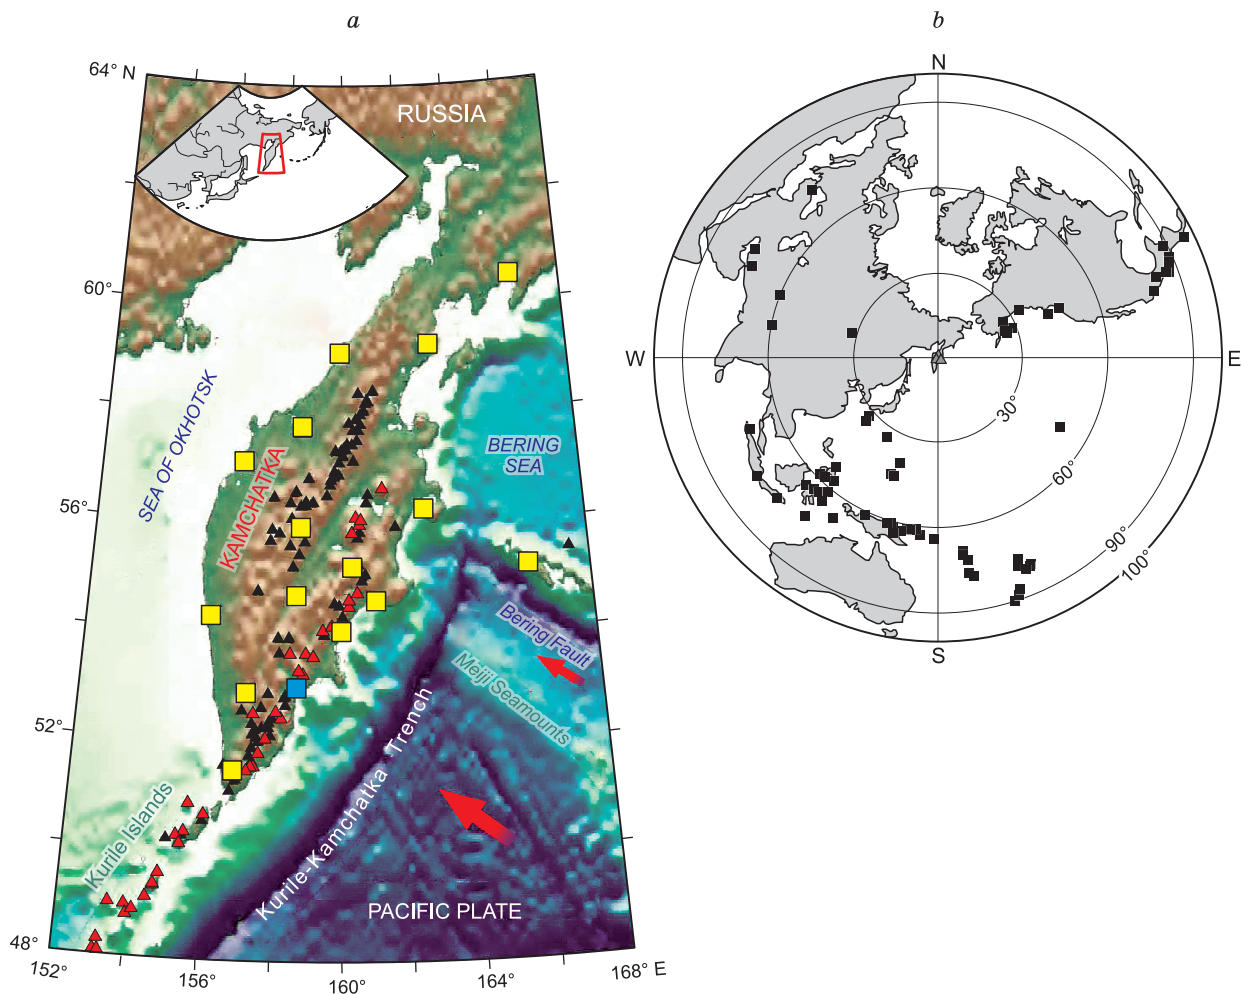 a
b
64° N
60°
56°
52°
48°
152°
156°
160°
164°
168° E
RUSSIA
SEA OF OKHOTSK
KAMCHATKA
BERING
SEA
Bering Fault
Meiji Seamounts
Kurile-Kamchatka Trench
Kurile Islands
PACIFIC PLATE
N
W
E
S
30°
60°
90°
100°